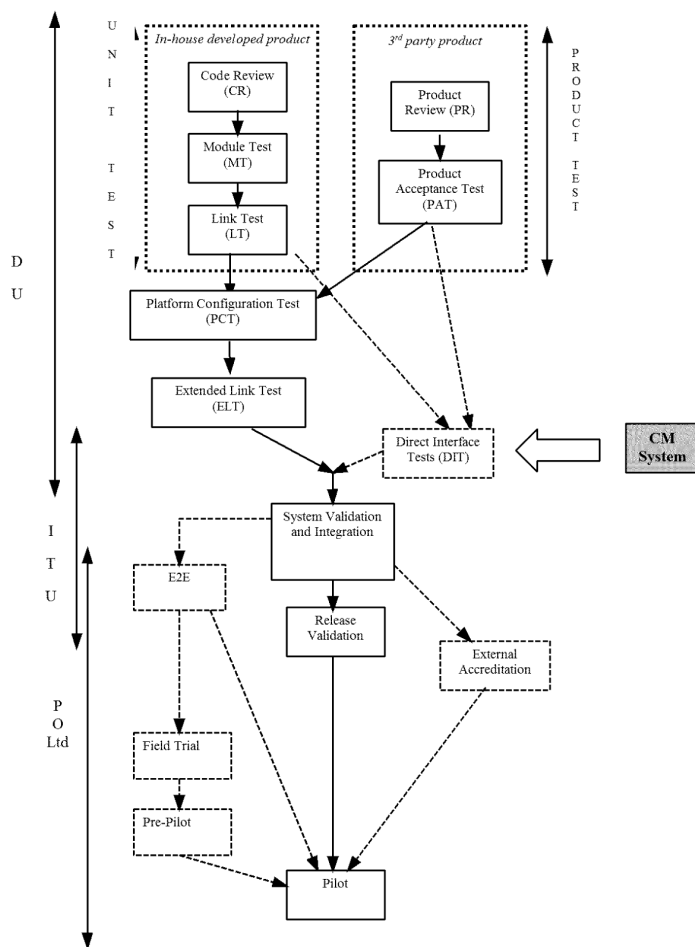 In-house developed product
3rd party product
U
N
I
T
T
E
S
T
P
R
O
D
U
C
T
T
E
S
T
Code Review
(CR)
Product
Review (PR)
Module Test
(MT)
Product
Acceptance Test
(PAT)
Link Test
(LT)
D
U
Platform Configuration Test
(PCT)
Extended Link Test
(ELT)
Direct Interface
Tests (DIT)
CM
System
System Validation
and Integration
I
T
U
E2E
Release
Validation
External
Accreditation
P
O
Ltd
Field Trial
Pre-Pilot
Pilot